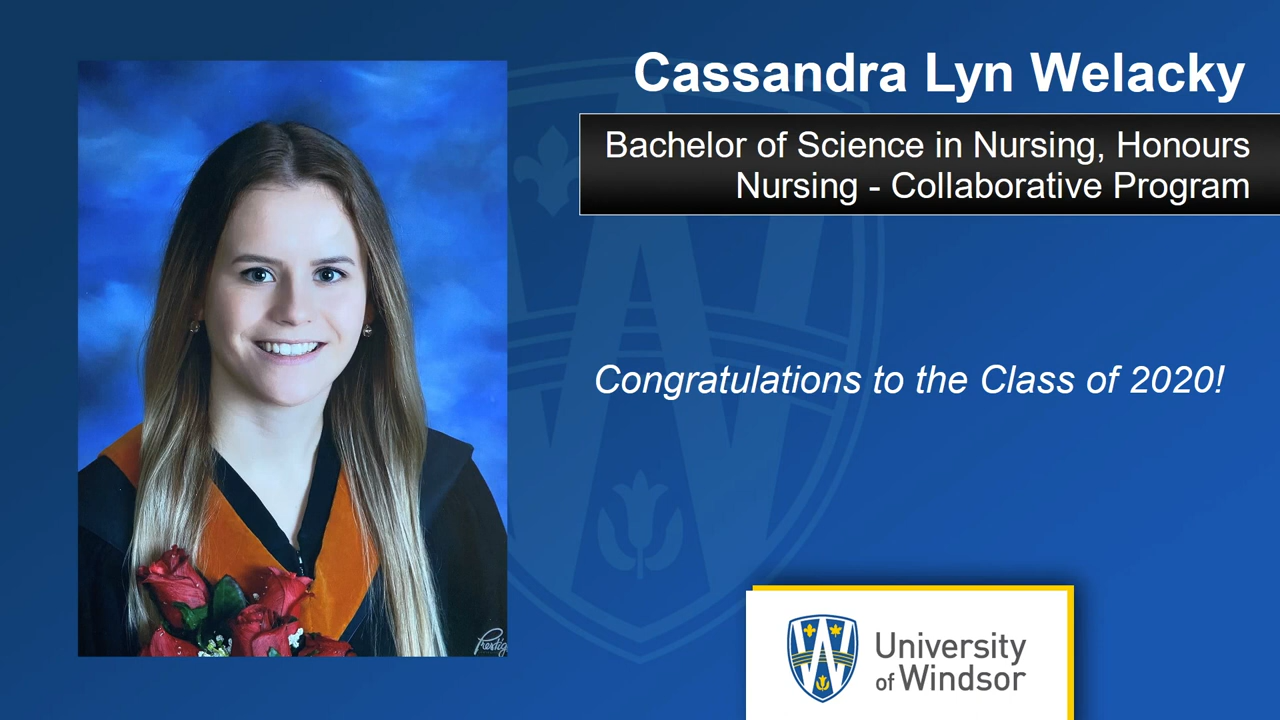 Cassandra Lyn Welacky
Bachelor of Science in Nursing, Honours
Nursing - Collaborative Program
Congratulations to the Class of 2020!
University
of Windsor